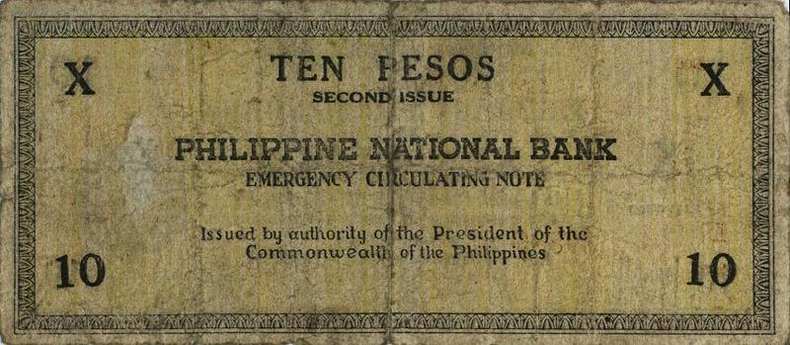 X TEN PESOS X
SECOND ISSUE
PHILIPPINE NATIONAL BANK
EMERGENCY CIRCULATING NOTE
Issued by authority of the President of the
Commonwealth of the Philippines
10 10